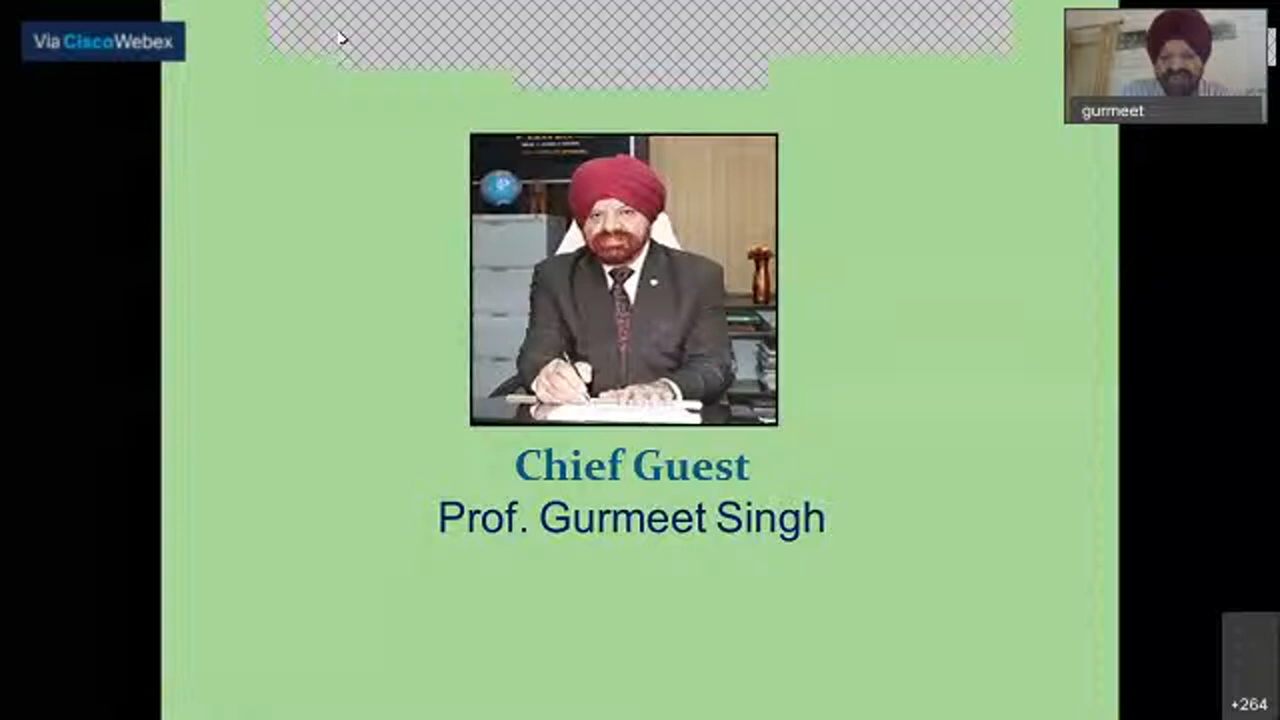 Via CiscoWebex
gurmeet
Chief Guest
Prof. Gurmeet Singh
+264